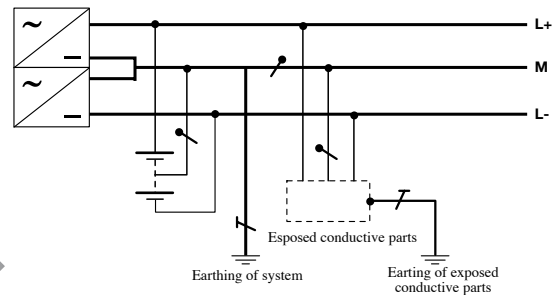 L+
M
L-
Esposed conductive parts
Earthing of system
Earting of exposed
conductive parts